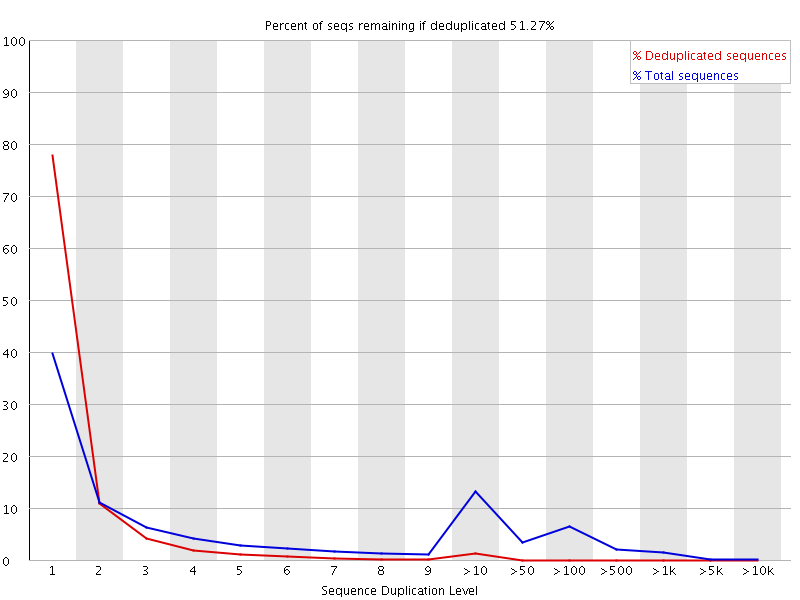 Percent of seqs remaining if deduplicated 51.27%
% Deduplicated sequences
% Total sequences
100
90
80
70
60
50
40
30
20
10
0
1 2 3 4 5 6 7 8 9 >10 >50 >100 >500 >1k >5k >10k
Sequence Duplication Level